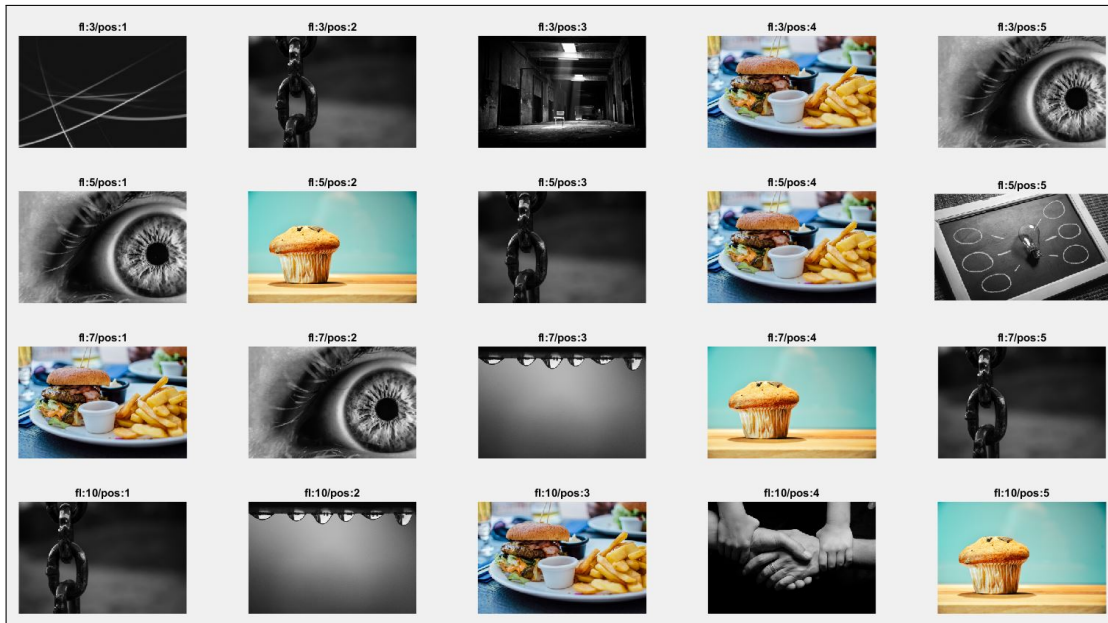 fl:3/pos:1 fl:3/pos:2 fl:3/pos:3 fl:3/pos:4 fl:3/pos:5
fl:5/pos:1 fl:5/pos:2 fl:5/pos:3 fl:5/pos:4 fl:5/pos:5
fl:7/pos:1 fl:7/pos:2 fl:7/pos:3 fl:7/pos:4 fl:7/pos:5
fl:10/pos:1 fl:10/pos:2 fl:10/pos:3 fl:10/pos:4 fl:10/pos:5